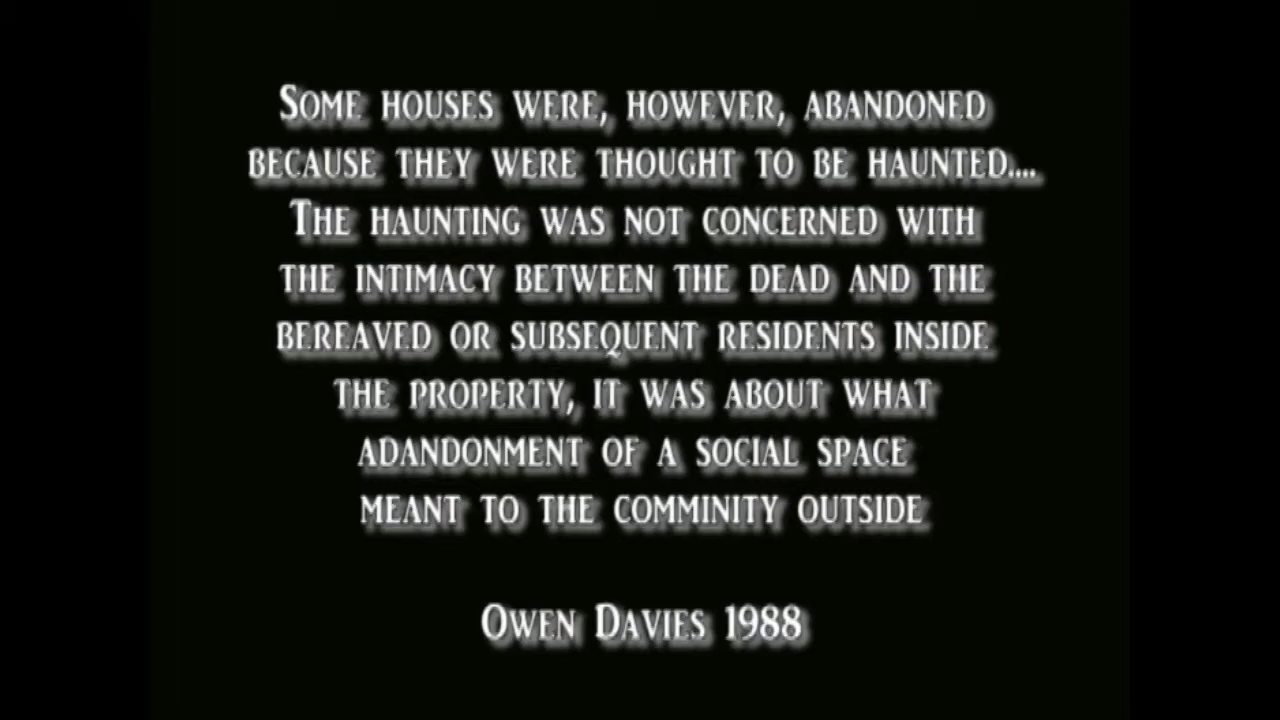 Some houses were, however, abandoned
because they were thought to be haunted....
The haunting was not concerned with
the intimacy between the dead and the
bereaved or subsequent residents inside
the property, it was about what
adandonment of a social space
meant to the comminity outside
Owen Davies 1988